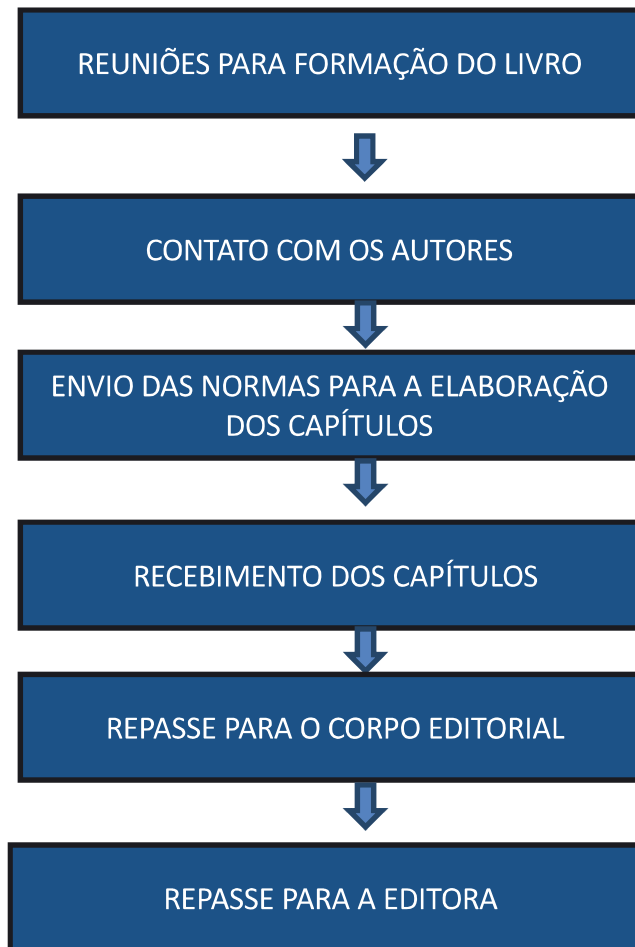 REUNIÕES PARA FORMAÇÃO DO LIVRO
CONTATO COM OS AUTORES
ENVIO DAS NORMAS PARA A ELABORAÇÃO
DOS CAPÍTULOS
RECEBIMENTO DOS CAPÍTULOS
REPASSE PARA O CORPO EDITORIAL
REPASSE PARA A EDITORA